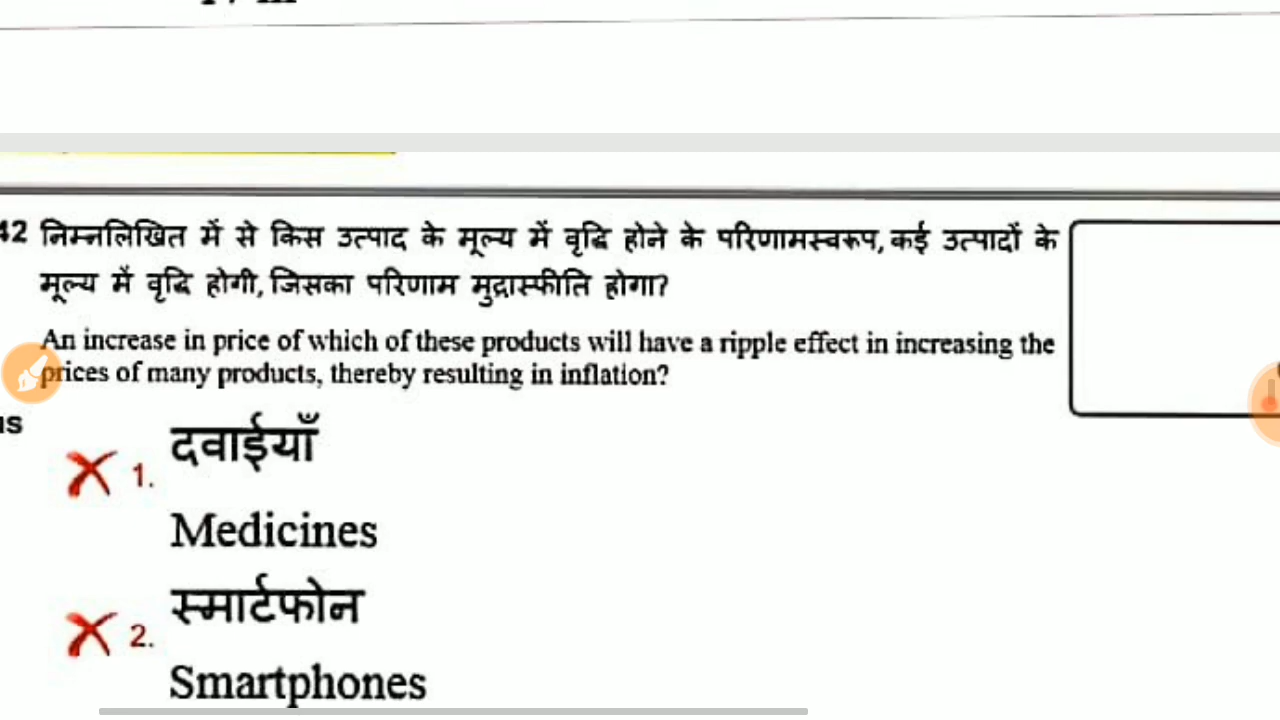 42 निम्नलिखित में से किस उत्पाद के मूल्य में वृद्धि होने के परिणामस्वरूप, कई उत्पादों के
मूल्य में वृद्धि होगी, जिसका परिणाम मुद्रास्फीति होगा?
An increase in price of which of these products will have a ripple effect in increasing the
prices of many products, thereby resulting in inflation?
1. दवाईयाँ
Medicines
2. स्मार्टफोन
Smartphones